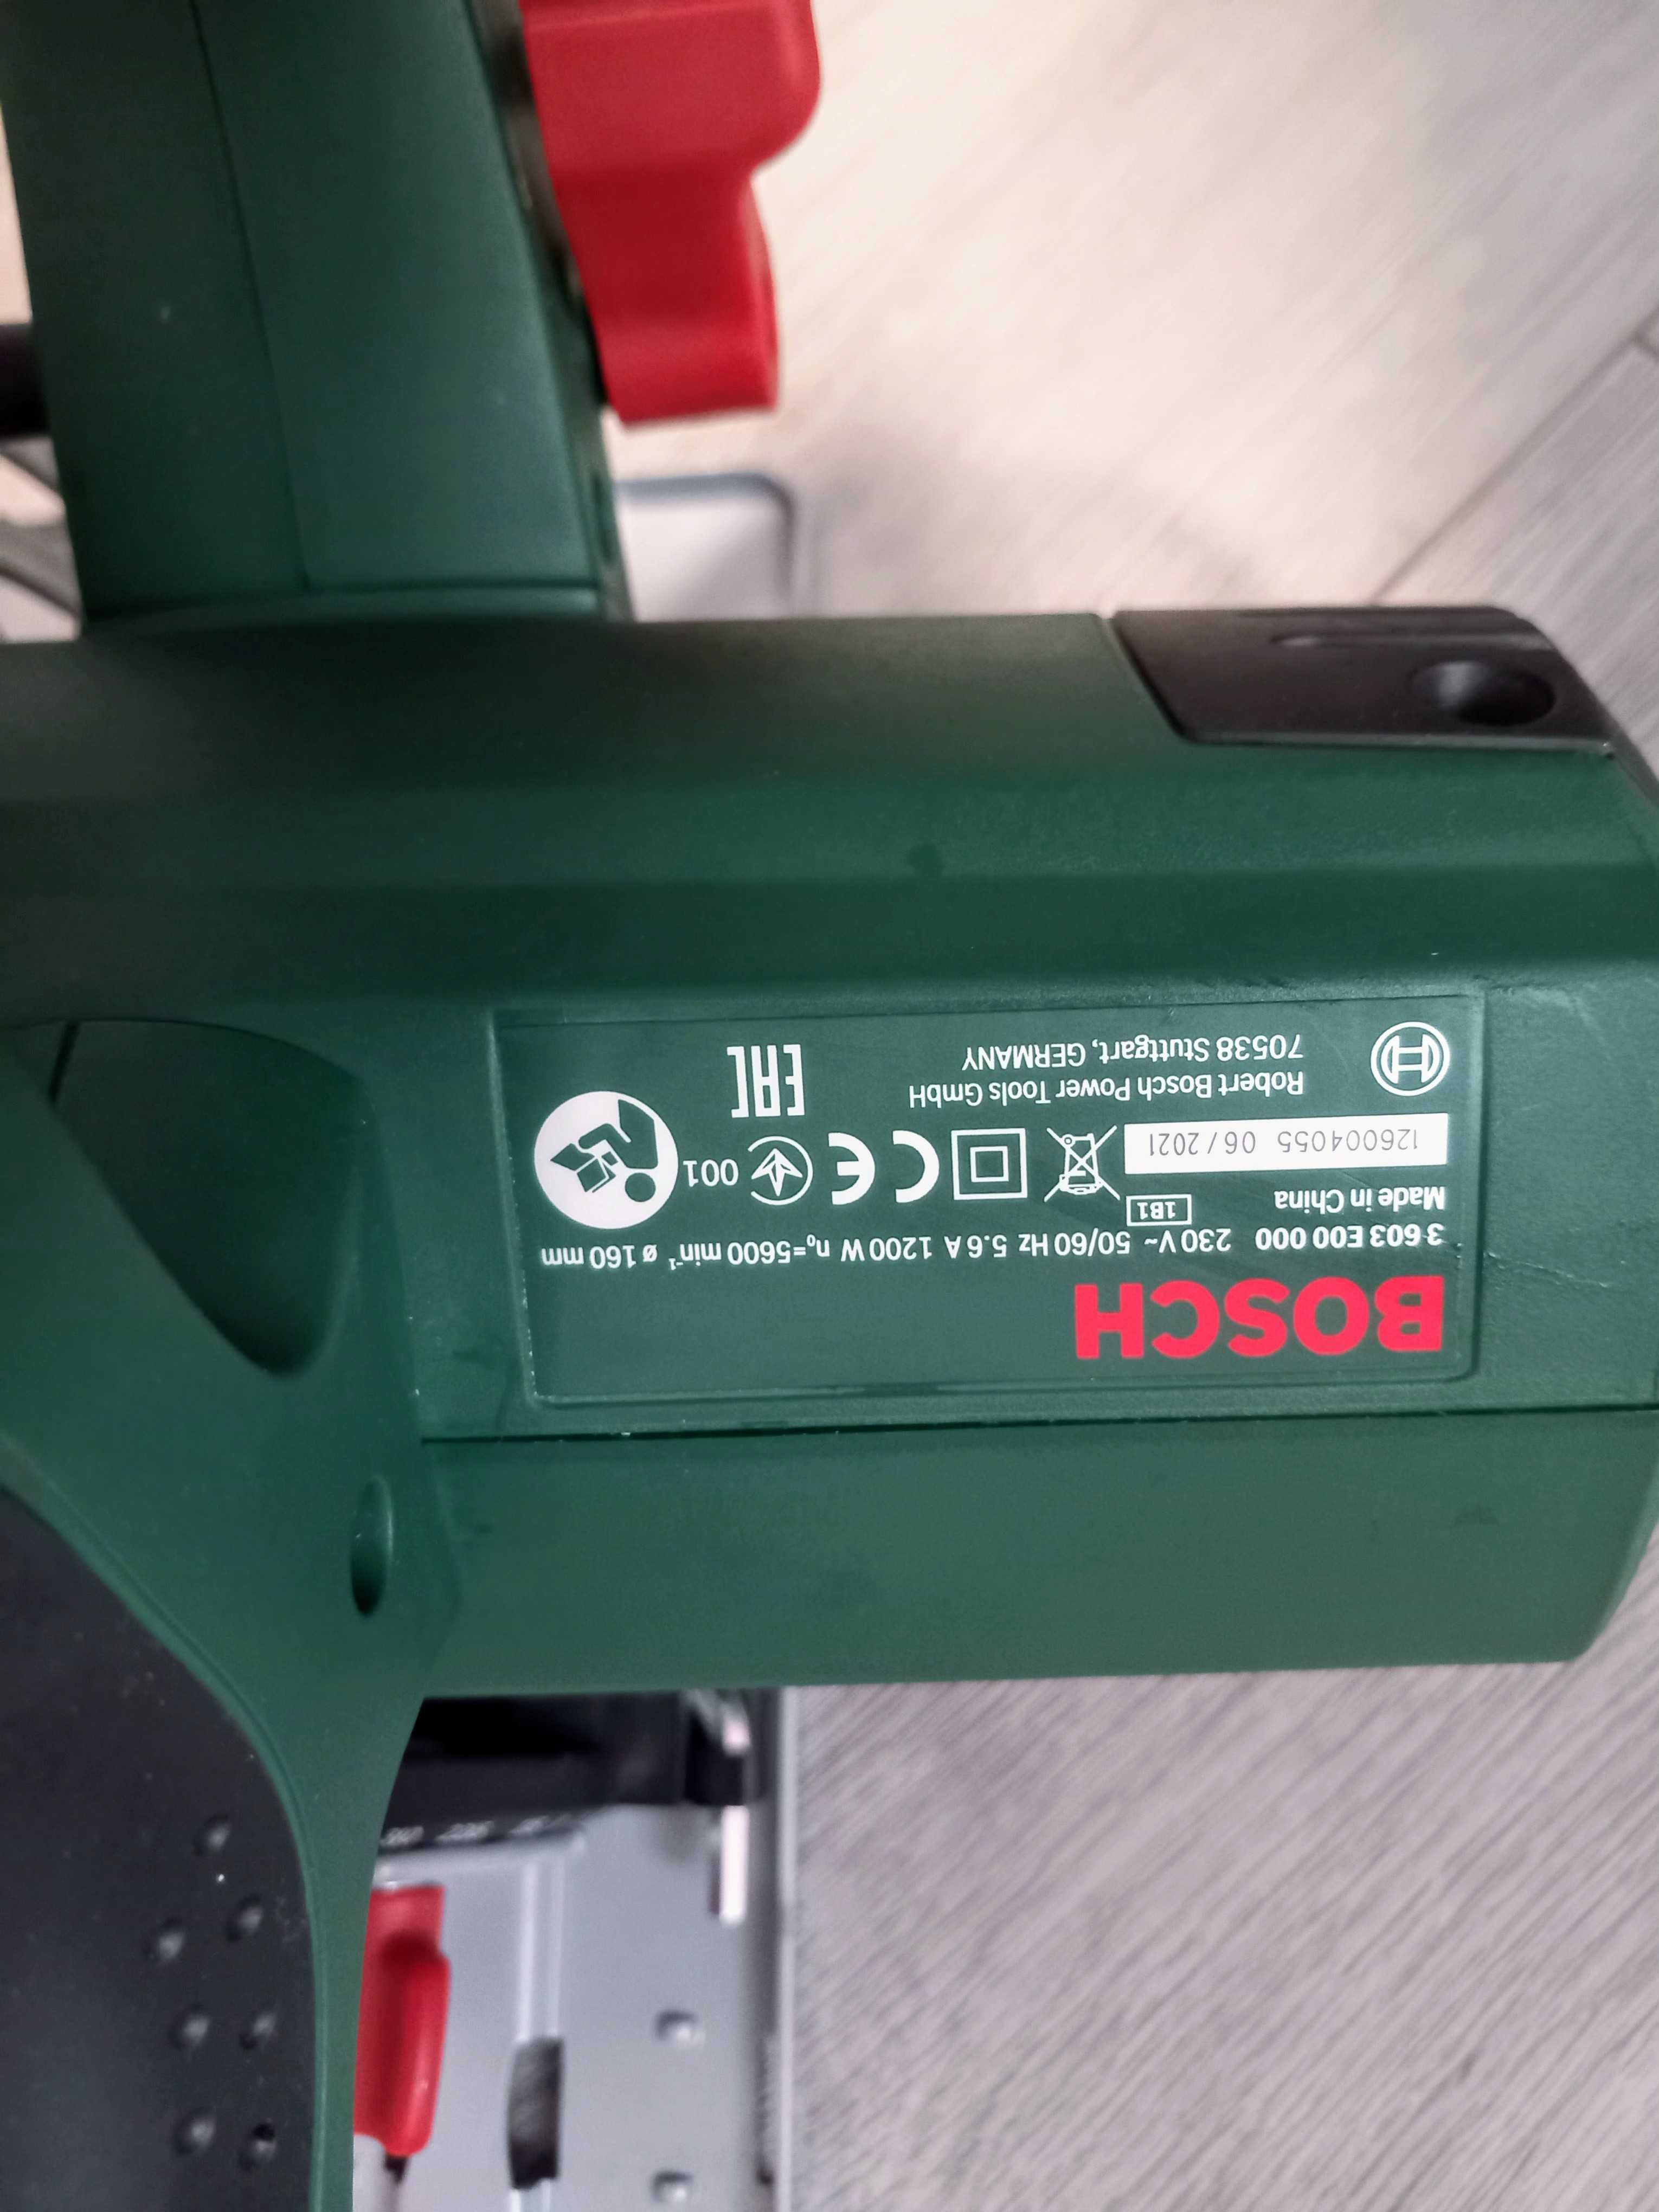 BOSCH
3 603 E00 000 230 V~ 50/60 Hz 5.6 A 1200 W n₀=5600 min⁻¹ ø 160 mm
Made in China 1B1
126004055 06 / 2021
001
Robert Bosch Power Tools GmbH
70538 Stuttgart, GERMANY
EAC